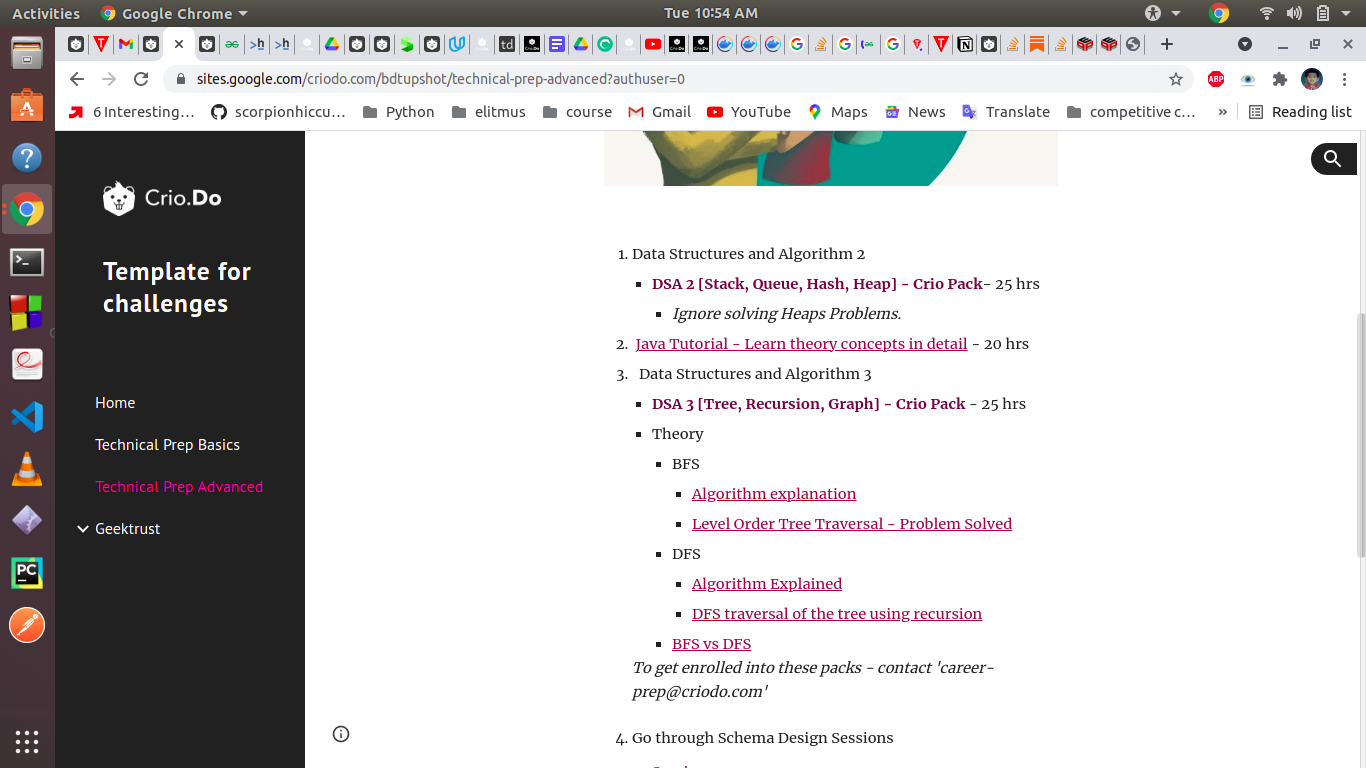 Activities
Google Chrome
Tue 10:54 AM
sites.google.com/criodo.com/bdtupshot/technical-prep-advanced?authuser=0
ABP
6 Interesting…
scorpionhiccu…
Python
elitmus
course
Gmail
YouTube
Maps
News
Translate
competitive c…
»
Reading list
Crio.Do
Template for
challenges
Home
Technical Prep Basics
Technical Prep Advanced
Geektrust
1. Data Structures and Algorithm 2
DSA 2 [Stack, Queue, Hash, Heap] - Crio Pack- 25 hrs
Ignore solving Heaps Problems.
2. Java Tutorial - Learn theory concepts in detail - 20 hrs
3. Data Structures and Algorithm 3
DSA 3 [Tree, Recursion, Graph] - Crio Pack - 25 hrs
Theory
BFS
Algorithm explanation
Level Order Tree Traversal - Problem Solved
DFS
Algorithm Explained
DFS traversal of the tree using recursion
BFS vs DFS
To get enrolled into these packs - contact 'career-
prep@criodo.com'
4. Go through Schema Design Sessions
PC